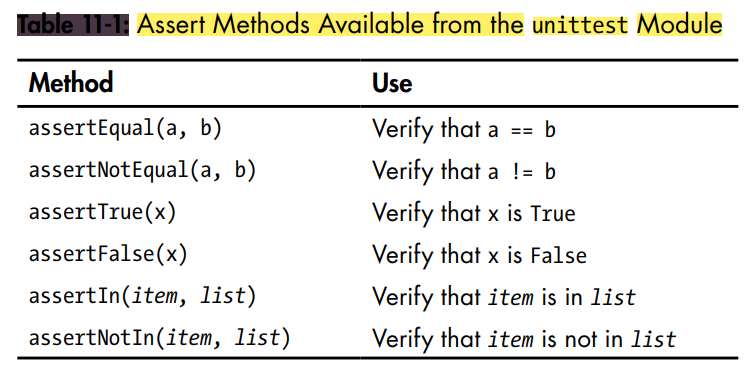 Table 11-1: Assert Methods Available from the unittest Module
Method Use
assertEqual(a, b) Verify that a == b
assertNotEqual(a, b) Verify that a != b
assertTrue(x) Verify that x is True
assertFalse(x) Verify that x is False
assertIn(item, list) Verify that item is in list
assertNotIn(item, list) Verify that item is not in list